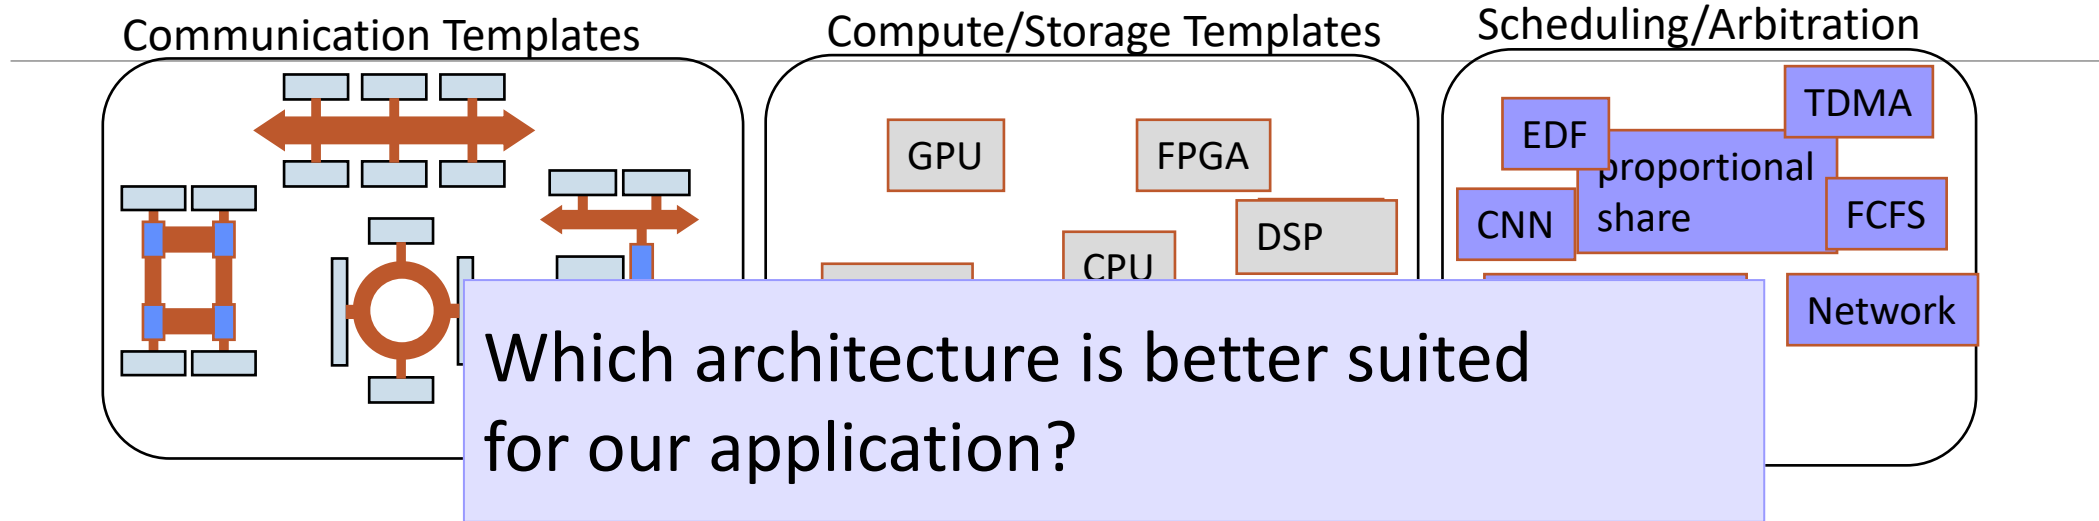 Communication Templates
Compute/Storage Templates
Scheduling/Arbitration
GPU
FPGA
DSP
CPU
TDMA
EDF
proportional
share
CNN
FCFS
Network
Which architecture is better suited
for our application?